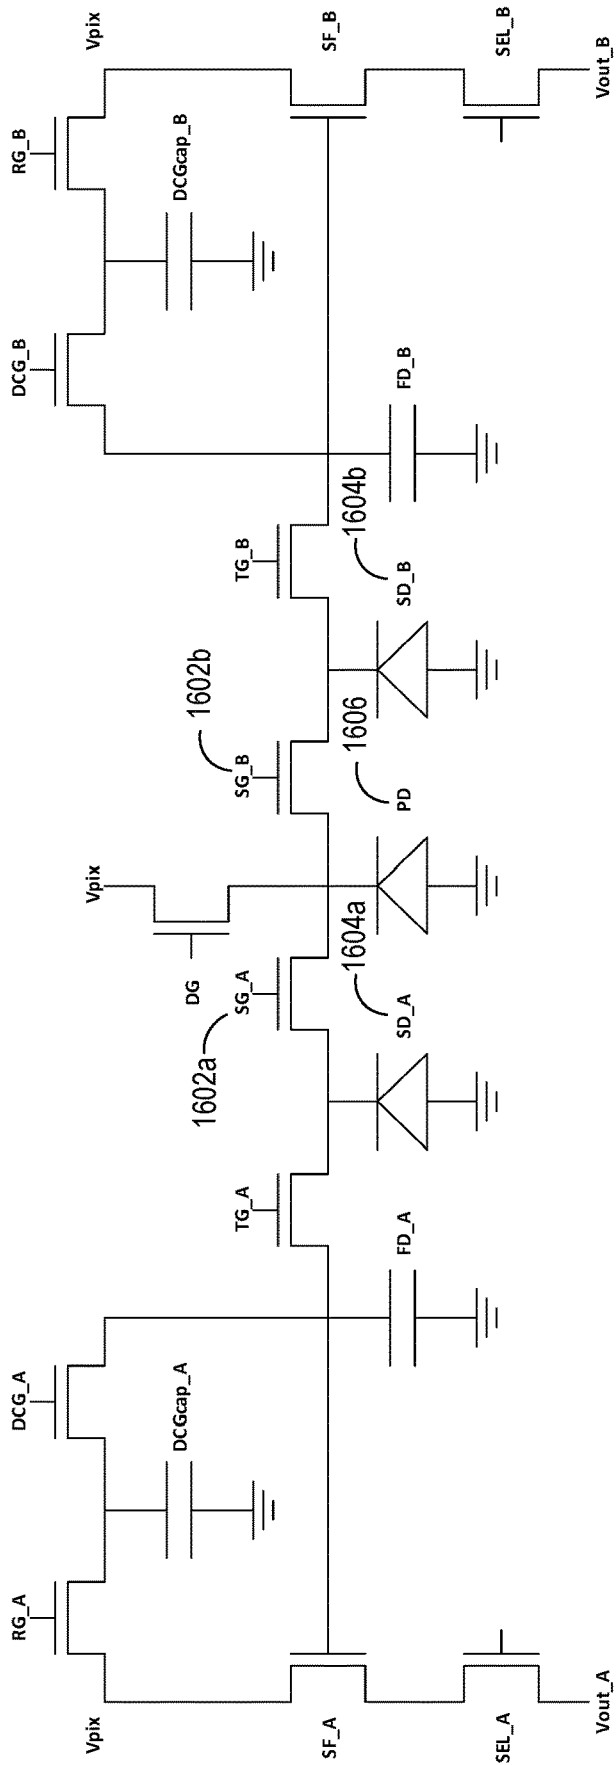 RG_A
DCG_A
DCG_B
RG_B
Vpix
Vpix
Vpix
DCGcap_A
DCGcap_B
1602a
DG
1602b
TG_A
SG_A
SG_B
TG_B
SF_A
SF_B
1604a
1606
1604b
FD_A
SD_A
PD
SD_B
FD_B
SEL_A
SEL_B
Vout_A
Vout_B